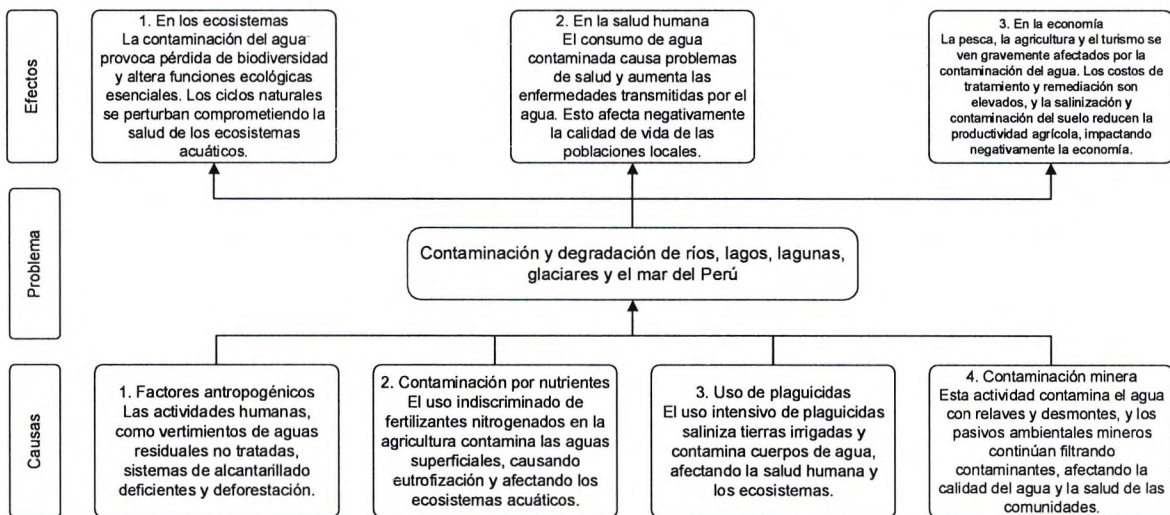 Efectos
1. En los ecosistemas
La contaminación del agua
provoca pérdida de biodiversidad
y altera funciones ecológicas
esenciales. Los ciclos naturales
se perturban comprometiendo la
salud de los ecosistemas
acuáticos.
2. En la salud humana
El consumo de agua
contaminada causa problemas
de salud y aumenta las
enfermedades transmitidas por el
agua. Esto afecta negativamente
la calidad de vida de las
poblaciones locales.
3. En la economía
La pesca, la agricultura y el turismo se
ven gravemente afectados por la
contaminación del agua. Los costos de
tratamiento y remediación son
elevados, y la salinización y
contaminación del suelo reducen la
productividad agrícola, impactando
negativamente la economía.
Problema
Contaminación y degradación de ríos, lagos, lagunas,
glaciares y el mar del Perú
Causas
1. Factores antropogénicos
Las actividades humanas,
como vertimientos de aguas
residuales no tratadas,
sistemas de alcantarillado
deficientes y deforestación.
2. Contaminación por nutrientes
El uso indiscriminado de
fertilizantes nitrogenados en la
agricultura contamina las aguas
superficiales, causando
eutrofización y afectando los
ecosistemas acuáticos.
3. Uso de plaguicidas
El uso intensivo de plaguicidas
saliniza tierras irrigadas y
contamina cuerpos de agua,
afectando la salud humana y
los ecosistemas.
4. Contaminación minera
Esta actividad contamina el agua
con relaves y desmontes, y los
pasivos ambientales mineros
continúan filtrando
contaminantes, afectando la
calidad del agua y la salud de las
comunidades.